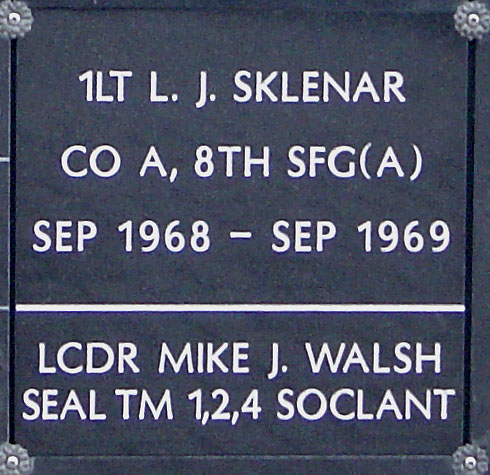 1LT L. J. SKLENAR
CO A, 8TH SFG(A)
SEP 1968 – SEP 1969
LCDR MIKE J. WALSH
SEAL TM 1,2,4 SOCLANT